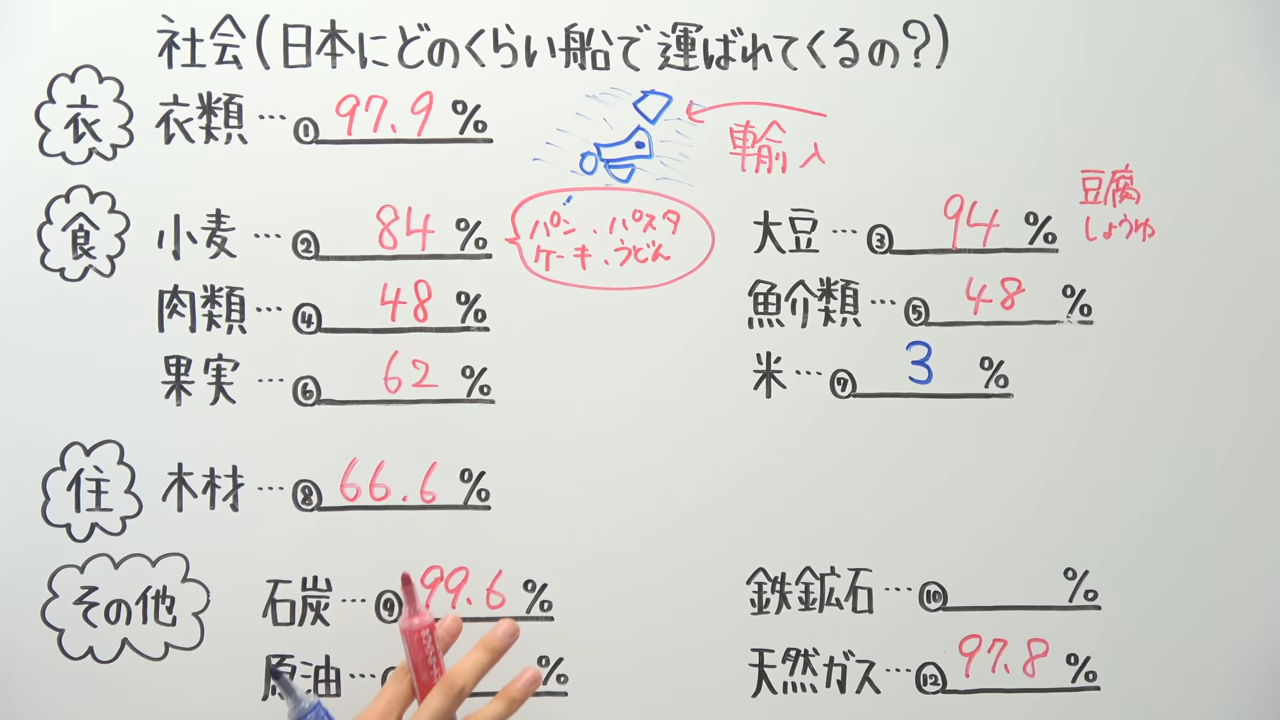 社会(日本にどのくらい船で運ばれてくるの?)
衣 衣類…① 97.9 %
輸入
食 小麦…② 84 %
パン、パスタ
ケーキ、うどん
大豆…③ 94 %
豆腐
しょうゆ
肉類…④ 48 %
魚介類…⑤ 48 %
果実…⑥ 62 %
米…⑦ 3 %
住 木材…⑧ 66.6 %
その他 石炭…⑨ 99.6 %
鉄鉱石…⑩ %
原油… %
天然ガス…⑫ 97.8 %